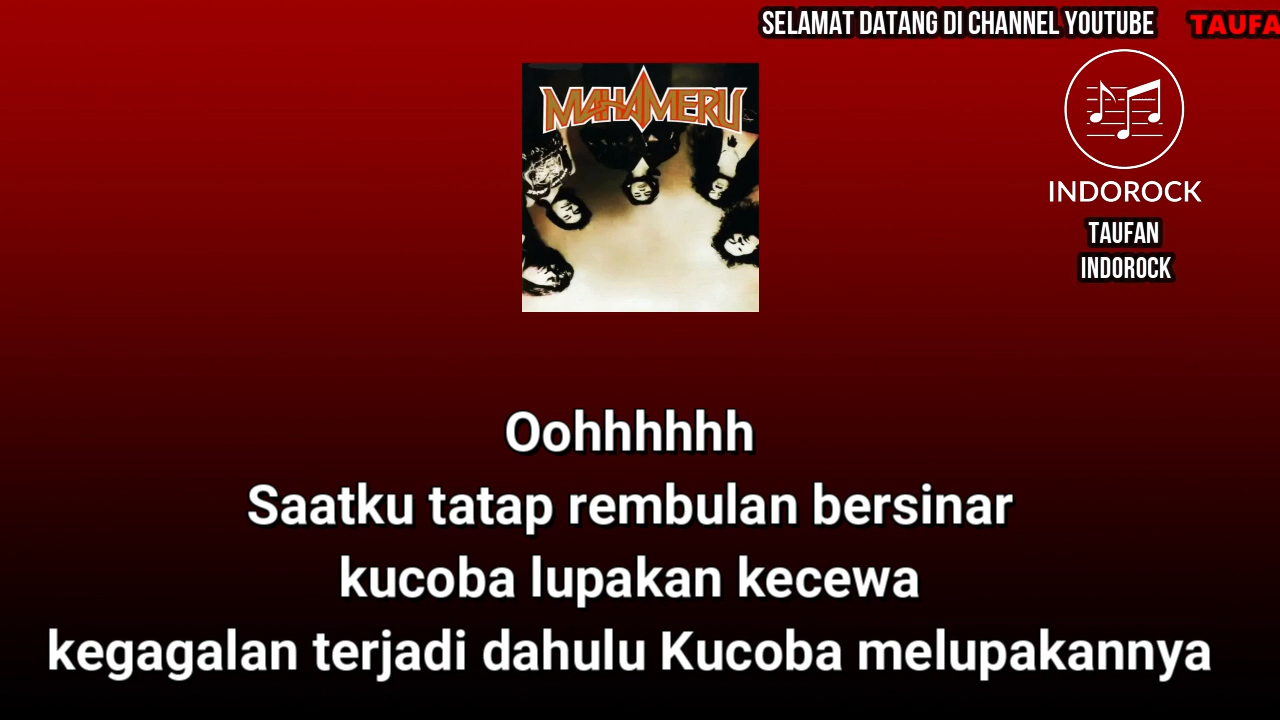 SELAMAT DATANG DI CHANNEL YOUTUBE TAUFA
MAHAMERU
INDOROCK
TAUFAN
INDOROCK
Oohhhhhh
Saatku tatap rembulan bersinar
kucoba lupakan kecewa
kegagalan terjadi dahulu Kucoba melupakannya